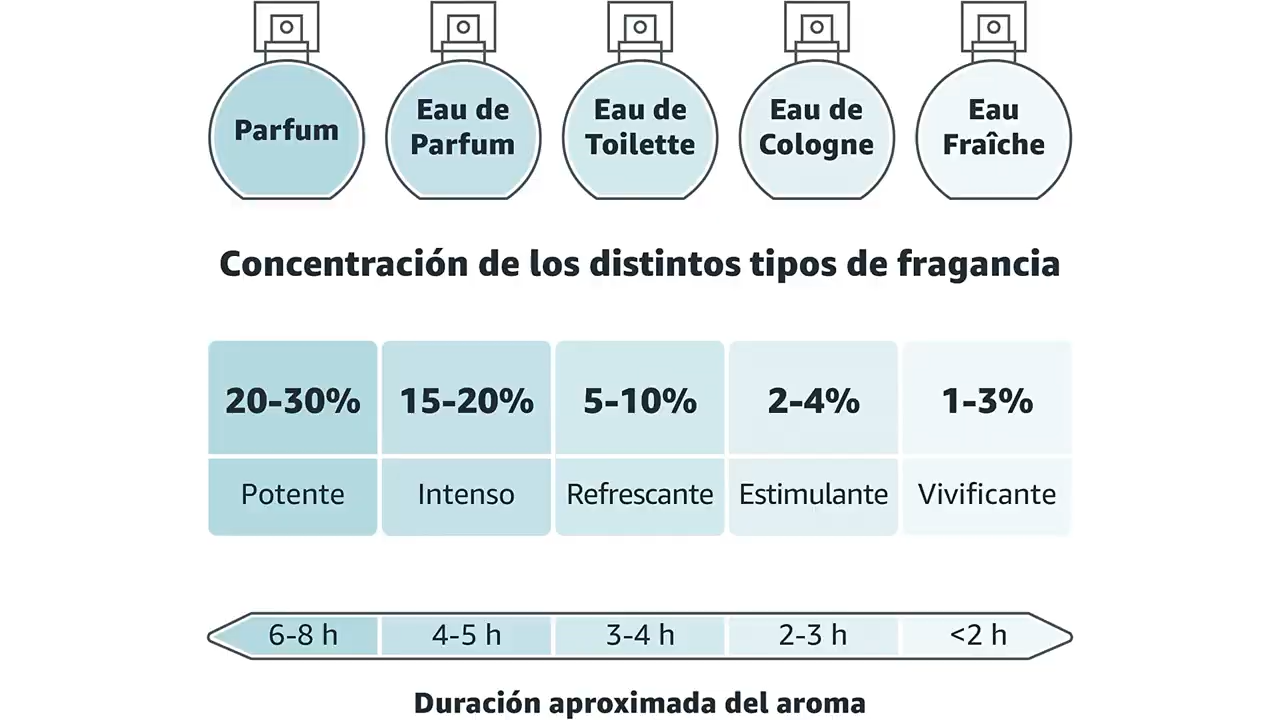 Parfum
Eau de
Parfum
Eau de
Toilette
Eau de
Cologne
Eau
Fraîche
Concentración de los distintos tipos de fragancia
20-30% 15-20% 5-10% 2-4% 1-3%
Potente Intenso Refrescante Estimulante Vivificante
6-8 h 4-5 h 3-4 h 2-3 h <2 h
Duración aproximada del aroma